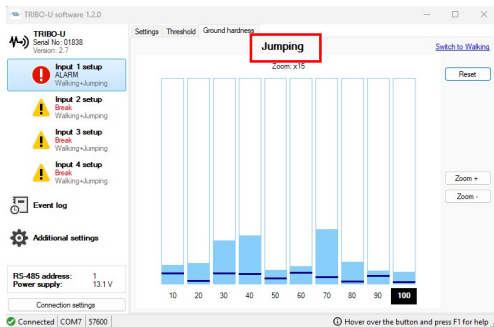 TRIBO-U software 1.2.0
TRIBO-U
Serial No: 01838
Version: 2.7
Input 1 setup
ALARM
Walking+Jumping
Input 2 setup
Break
Walking+Jumping
Input 3 setup
Break
Walking+Jumping
Input 4 setup
Break
Walking+Jumping
Event log
Additional settings
RS-485 address: 1
Power supply: 13.1 V
Connection settings
Settings Threshold Ground hardness
Jumping
Switch to Walking
Zoom: x15
Reset
Zoom +
Zoom -
10 20 30 40 50 60 70 80 90 100
Connected COM7 57600
Hover over the button and press F1 for help